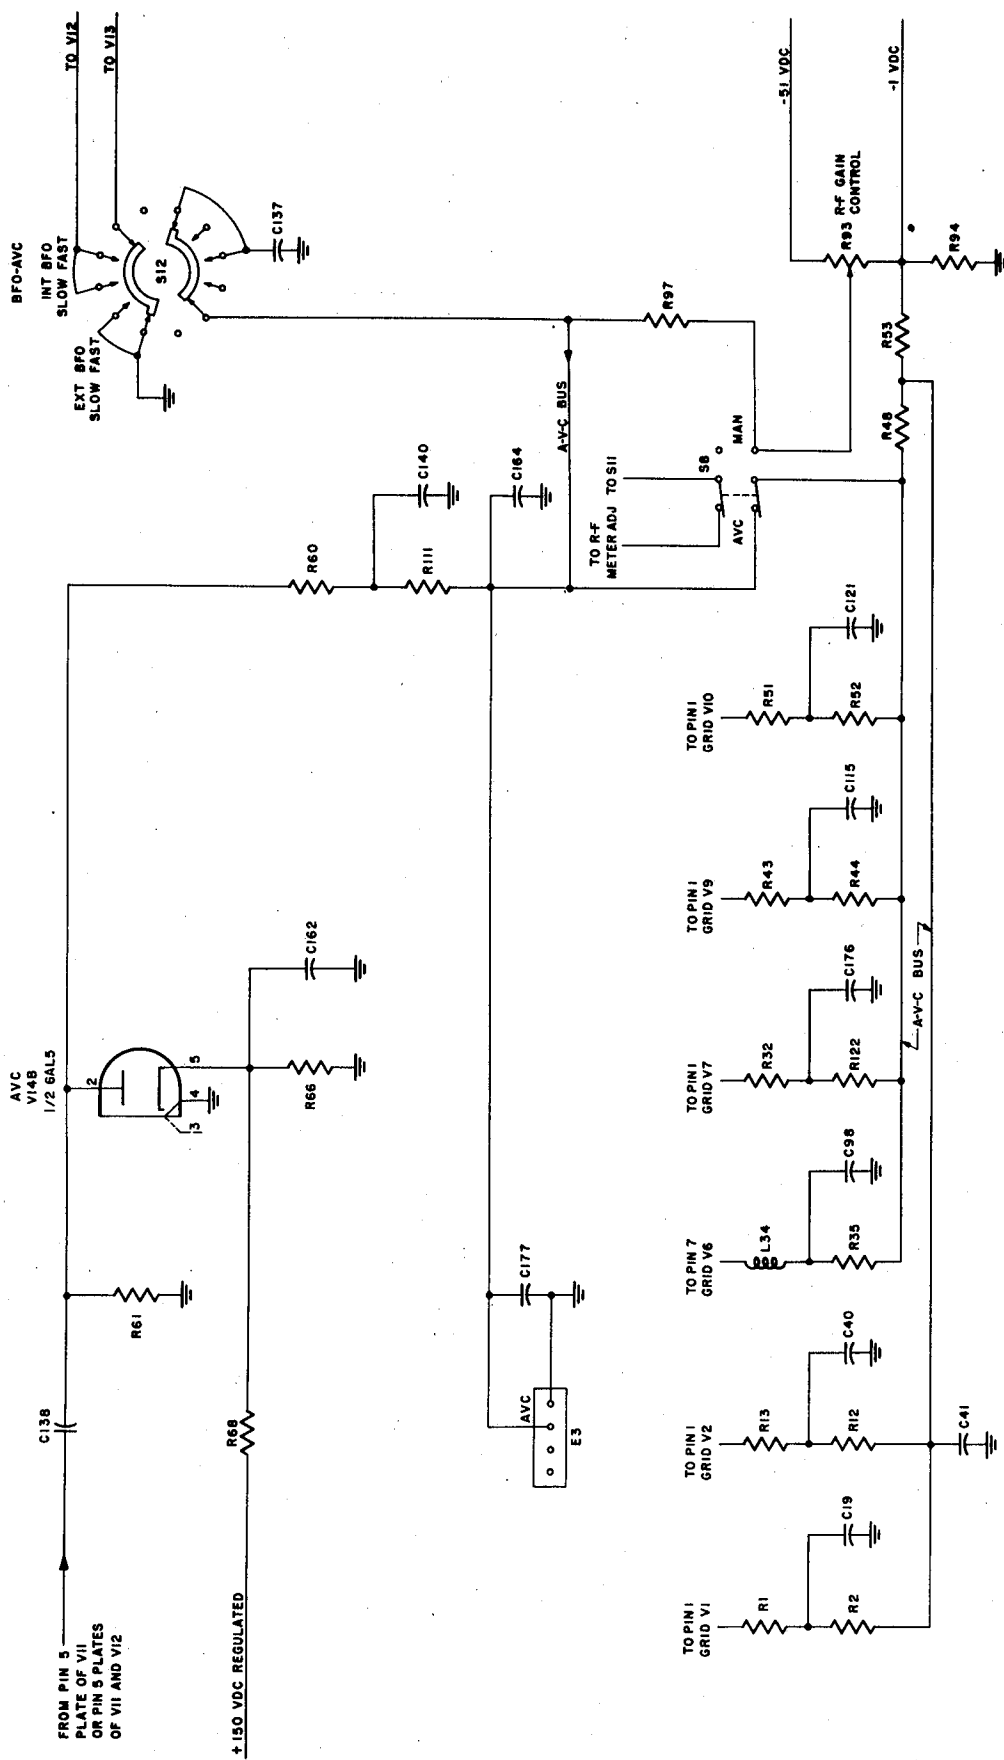 FROM PIN 5
PLATE OF V11
OR PIN 5 PLATES
OF V11 AND V12
C138
R61
AVC
V14B
1/2 6AL5
2
5
4
3
+150 VDC REGULATED
R68
R66
C162
BFO-AVC
EXT BFO
SLOW FAST
INT BFO
SLOW FAST
TO V12
TO V13
S12
C137
R60
C140
R111
C164
A-V-C BUS
R97
C177
AVC
E3
TO R-F
METER ADJ
TO S11
S8
AVC
MAN
-51 VDC
R93
R-F GAIN
CONTROL
-1 VDC
R94
R53
R48
TO PIN 1
GRID V1
R1
C19
R2
TO PIN 1
GRID V2
R13
C40
R12
C41
TO PIN 7
GRID V6
L34
C98
R35
TO PIN 1
GRID V7
R32
C176
R122
TO PIN 1
GRID V9
R43
C115
R44
TO PIN 1
GRID V10
R51
C121
R52
A-V-C BUS